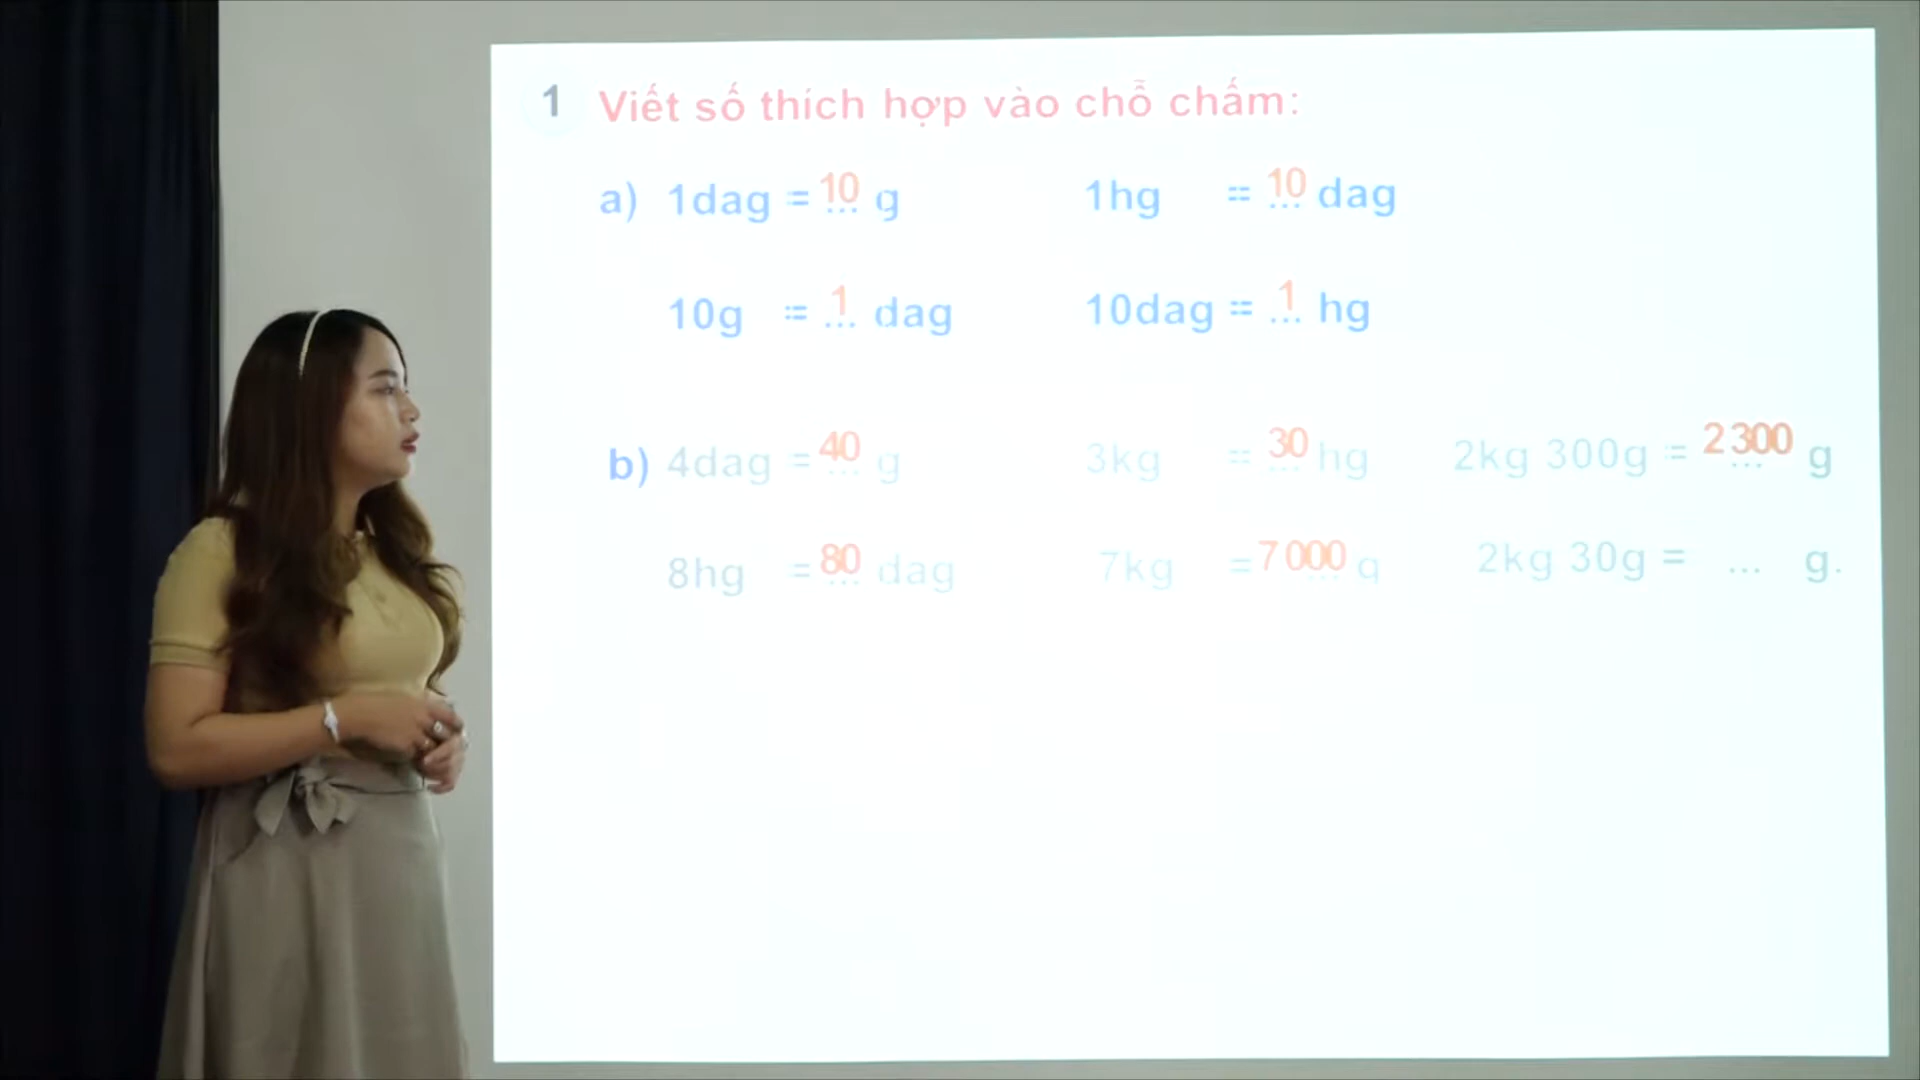 1 Viết số thích hợp vào chỗ chấm:
a) 1dag = 10 g 1hg = 10 dag
10g = 1 dag 10dag = 1 hg
b) 4dag = 40 g 3kg = 30 hg 2kg 300g = 2 300 g
8hg = 80 dag 7kg = 7 000 g 2kg 30g = ... g.